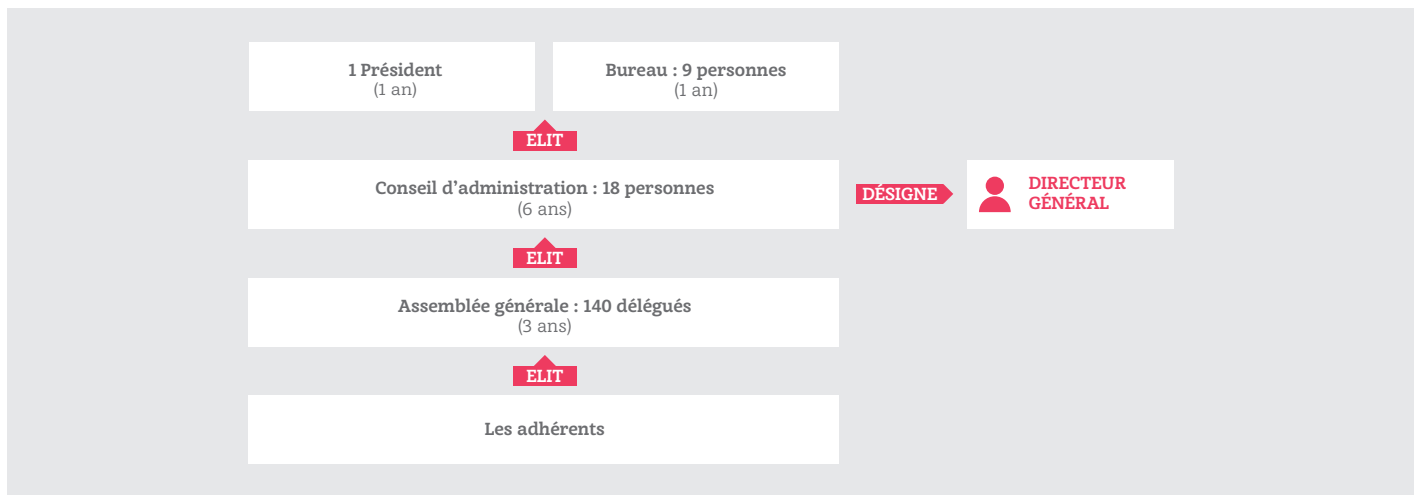 1 Président
(1 an)
Bureau : 9 personnes
(1 an)
ELIT
Conseil d’administration : 18 personnes
(6 ans)
DÉSIGNE
DIRECTEUR
GÉNÉRAL
ELIT
Assemblée générale : 140 délégués
(3 ans)
ELIT
Les adhérents